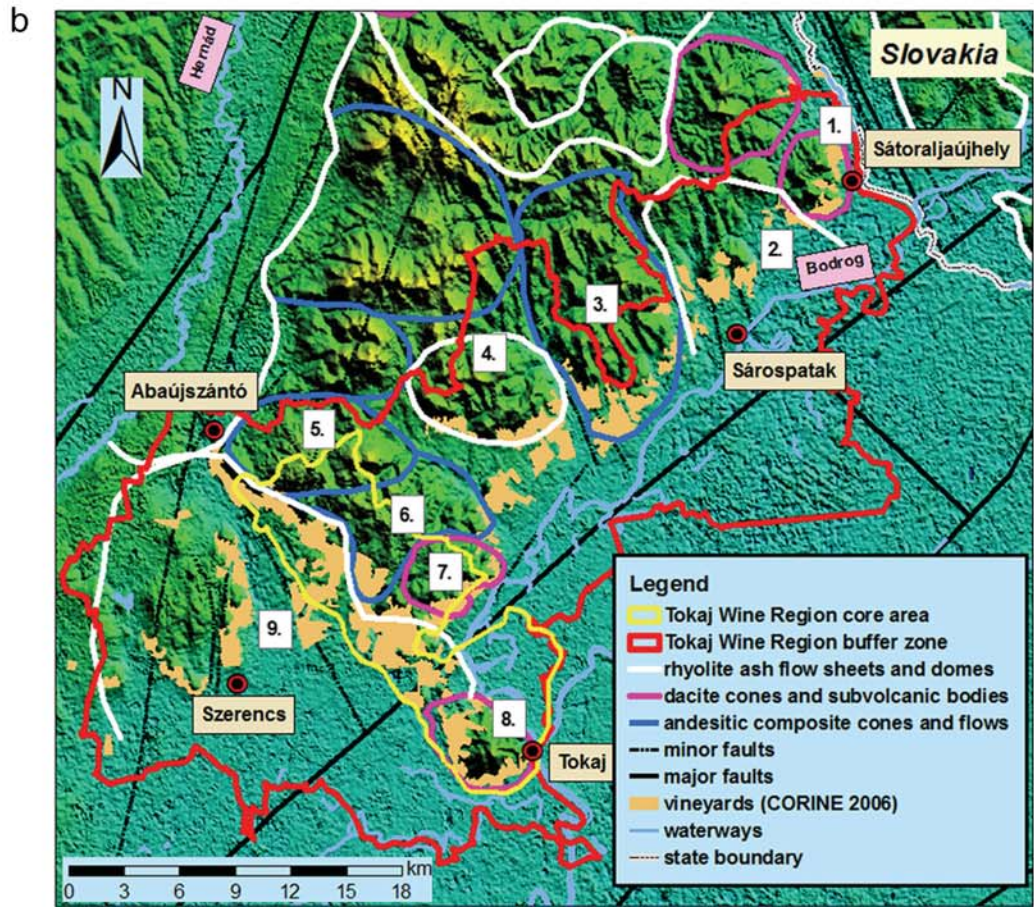 b
Hernád
Slovakia
N
1.
Sátoraljaújhely
2.
Bodrog
3.
Sárospatak
4.
Abaújszántó
5.
6.
7.
9.
Szerencs
8.
Tokaj
Legend
Tokaj Wine Region core area
Tokaj Wine Region buffer zone
rhyolite ash flow sheets and domes
dacite cones and subvolcanic bodies
andesitic composite cones and flows
minor faults
major faults
vineyards (CORINE 2006)
waterways
state boundary
km
0 3 6 9 12 15 18